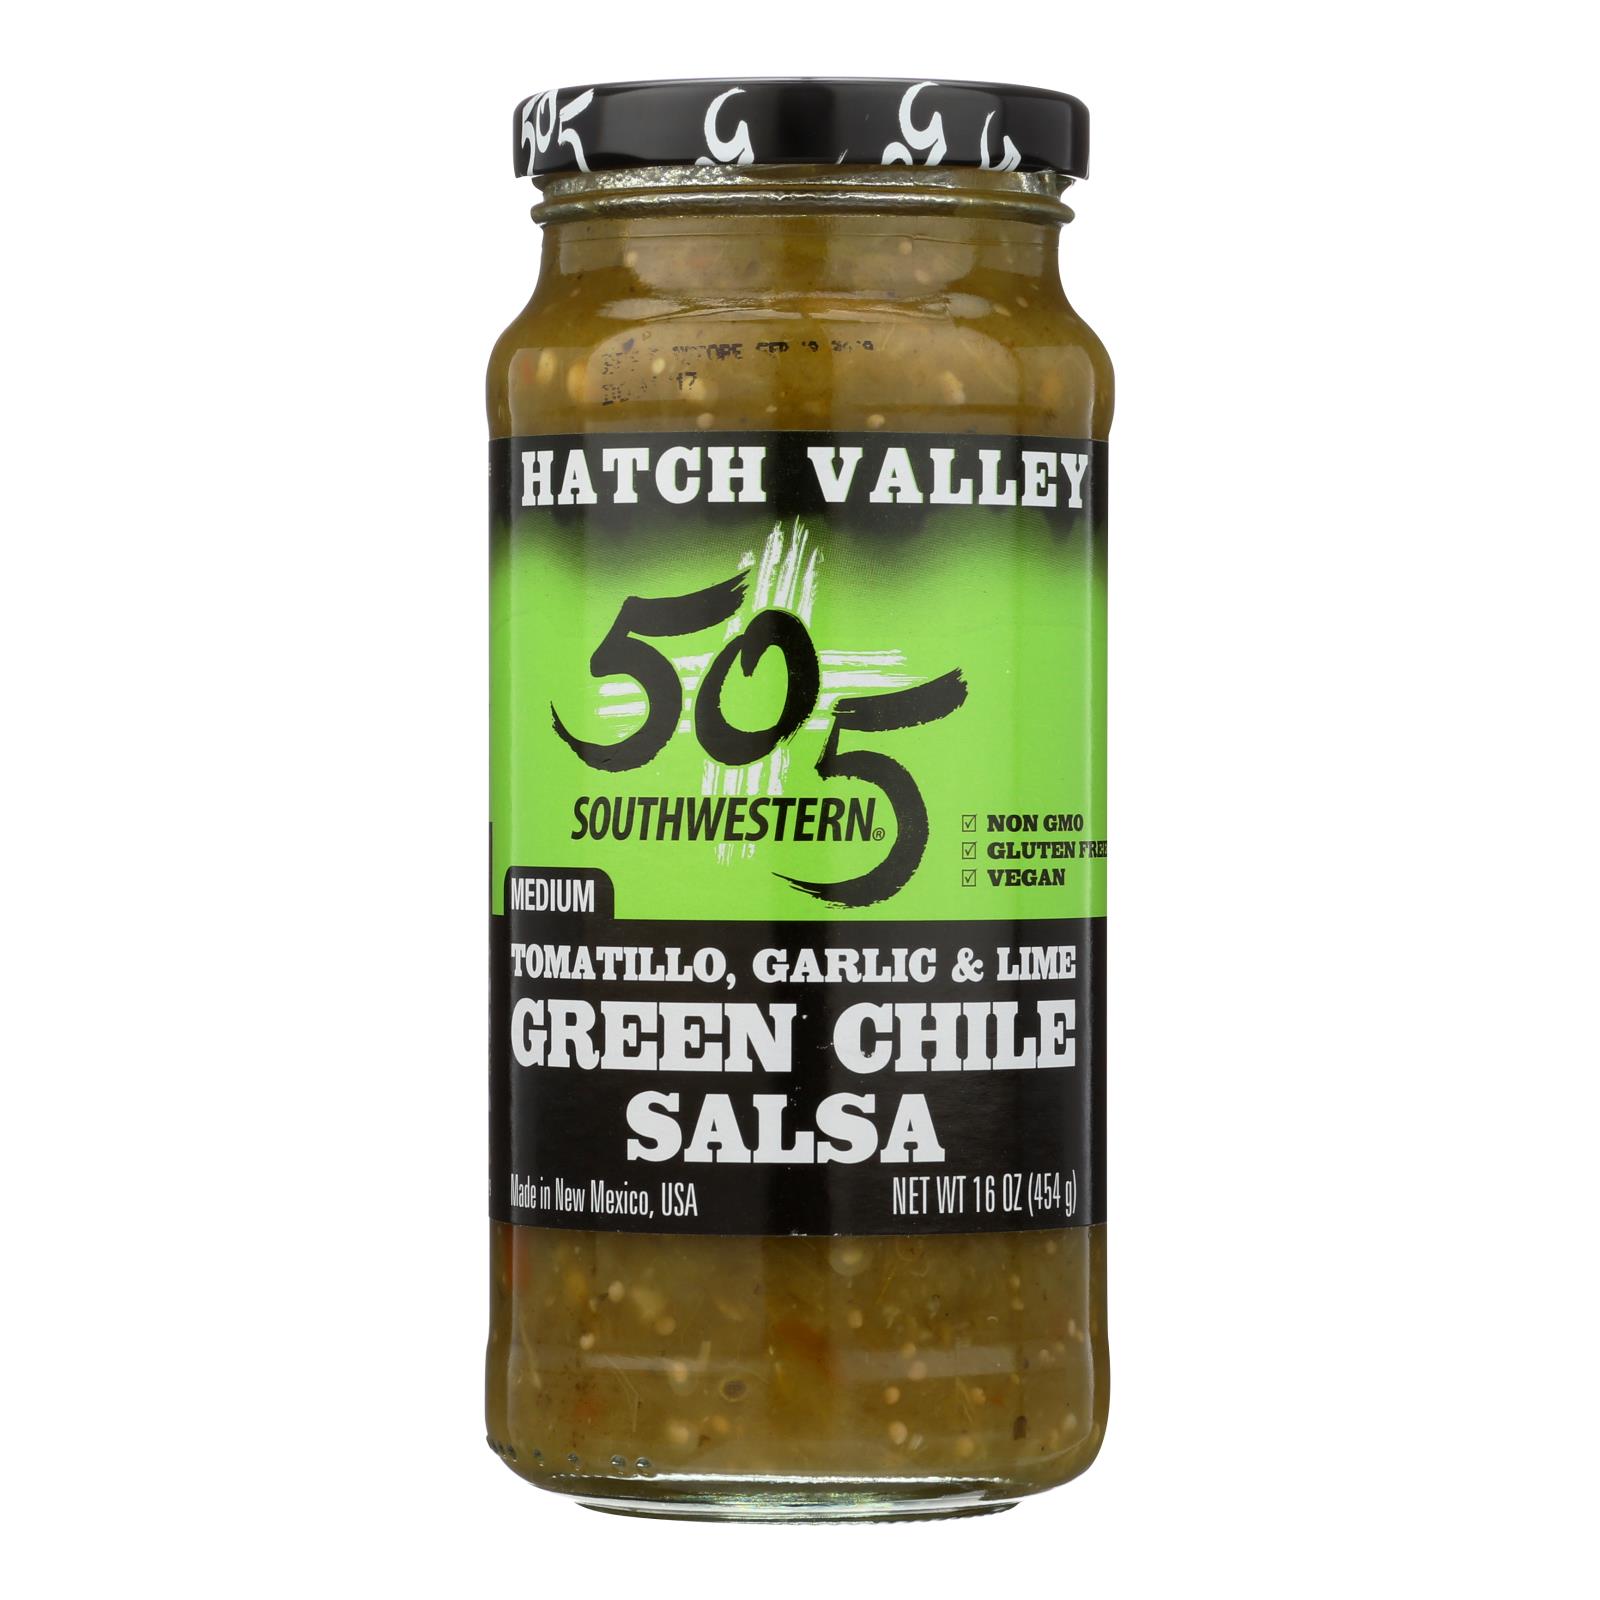 505
HATCH VALLEY
505
SOUTHWESTERN®
NON GMO
GLUTEN FREE
VEGAN
MEDIUM
TOMATILLO, GARLIC & LIME
GREEN CHILE
SALSA
Made in New Mexico, USA
NET WT 16 OZ (454 g)